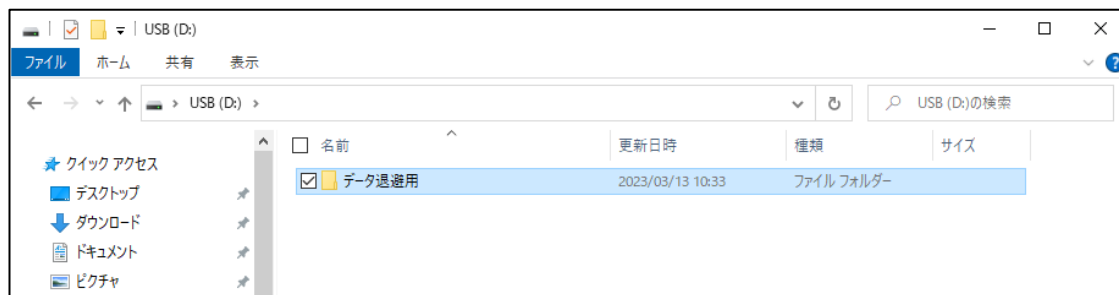 USB (D:)
ファイル ホーム 共有 表示
USB (D:) USB (D:)の検索
名前 更新日時 種類 サイズ
クイック アクセス
データ退避用 2023/03/13 10:33 ファイル フォルダー
デスクトップ
ダウンロード
ドキュメント
ピクチャ